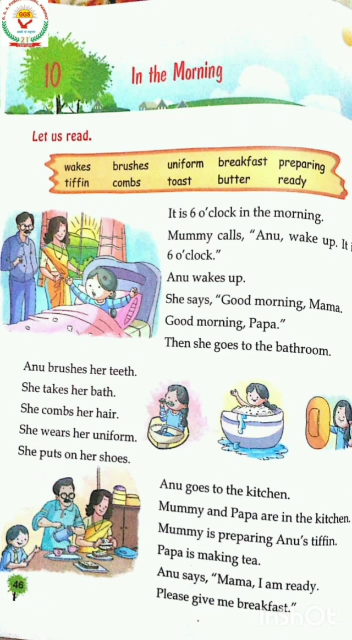 SGS
21
10
In the Morning
Let us read.
wakes brushes uniform breakfast preparing
tiffin combs toast butter ready
It is 6 o'clock in the morning.
Mummy calls, "Anu, wake up. It i
6 o'clock."
Anu wakes up.
She says, "Good morning, Mama.
Good morning, Papa."
Then she goes to the bathroom.
Anu brushes her teeth.
She takes her bath.
She combs her hair.
She wears her uniform.
She puts on her shoes.
Anu goes to the kitchen.
Mummy and Papa are in the kitchen.
Mummy is preparing Anu's tiffin.
Papa is making tea.
Anu says, "Mama, I am ready.
Please give me breakfast."
46
InShOt